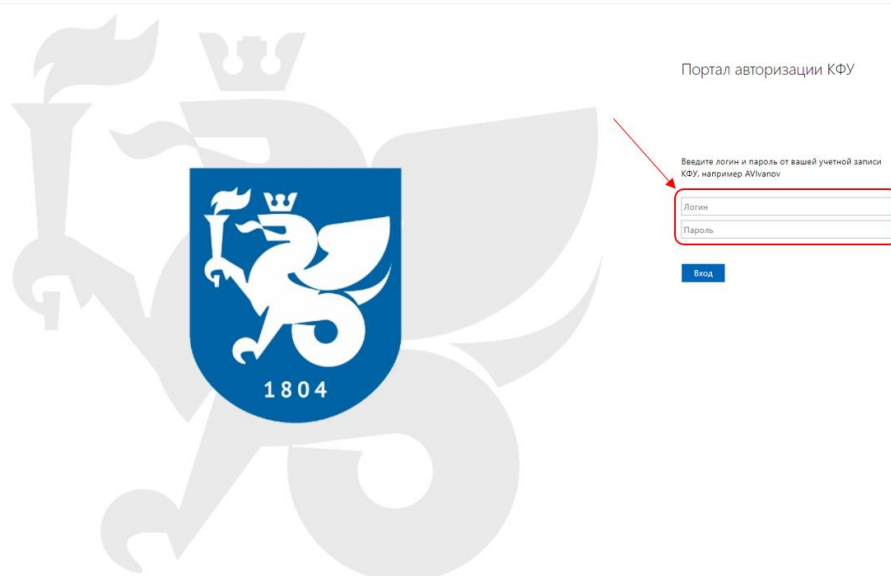 Портал авторизации КФУ
Введите логин и пароль от вашей учетной записи
КФУ, например AVIvanov
Логин
Пароль
Вход
1804